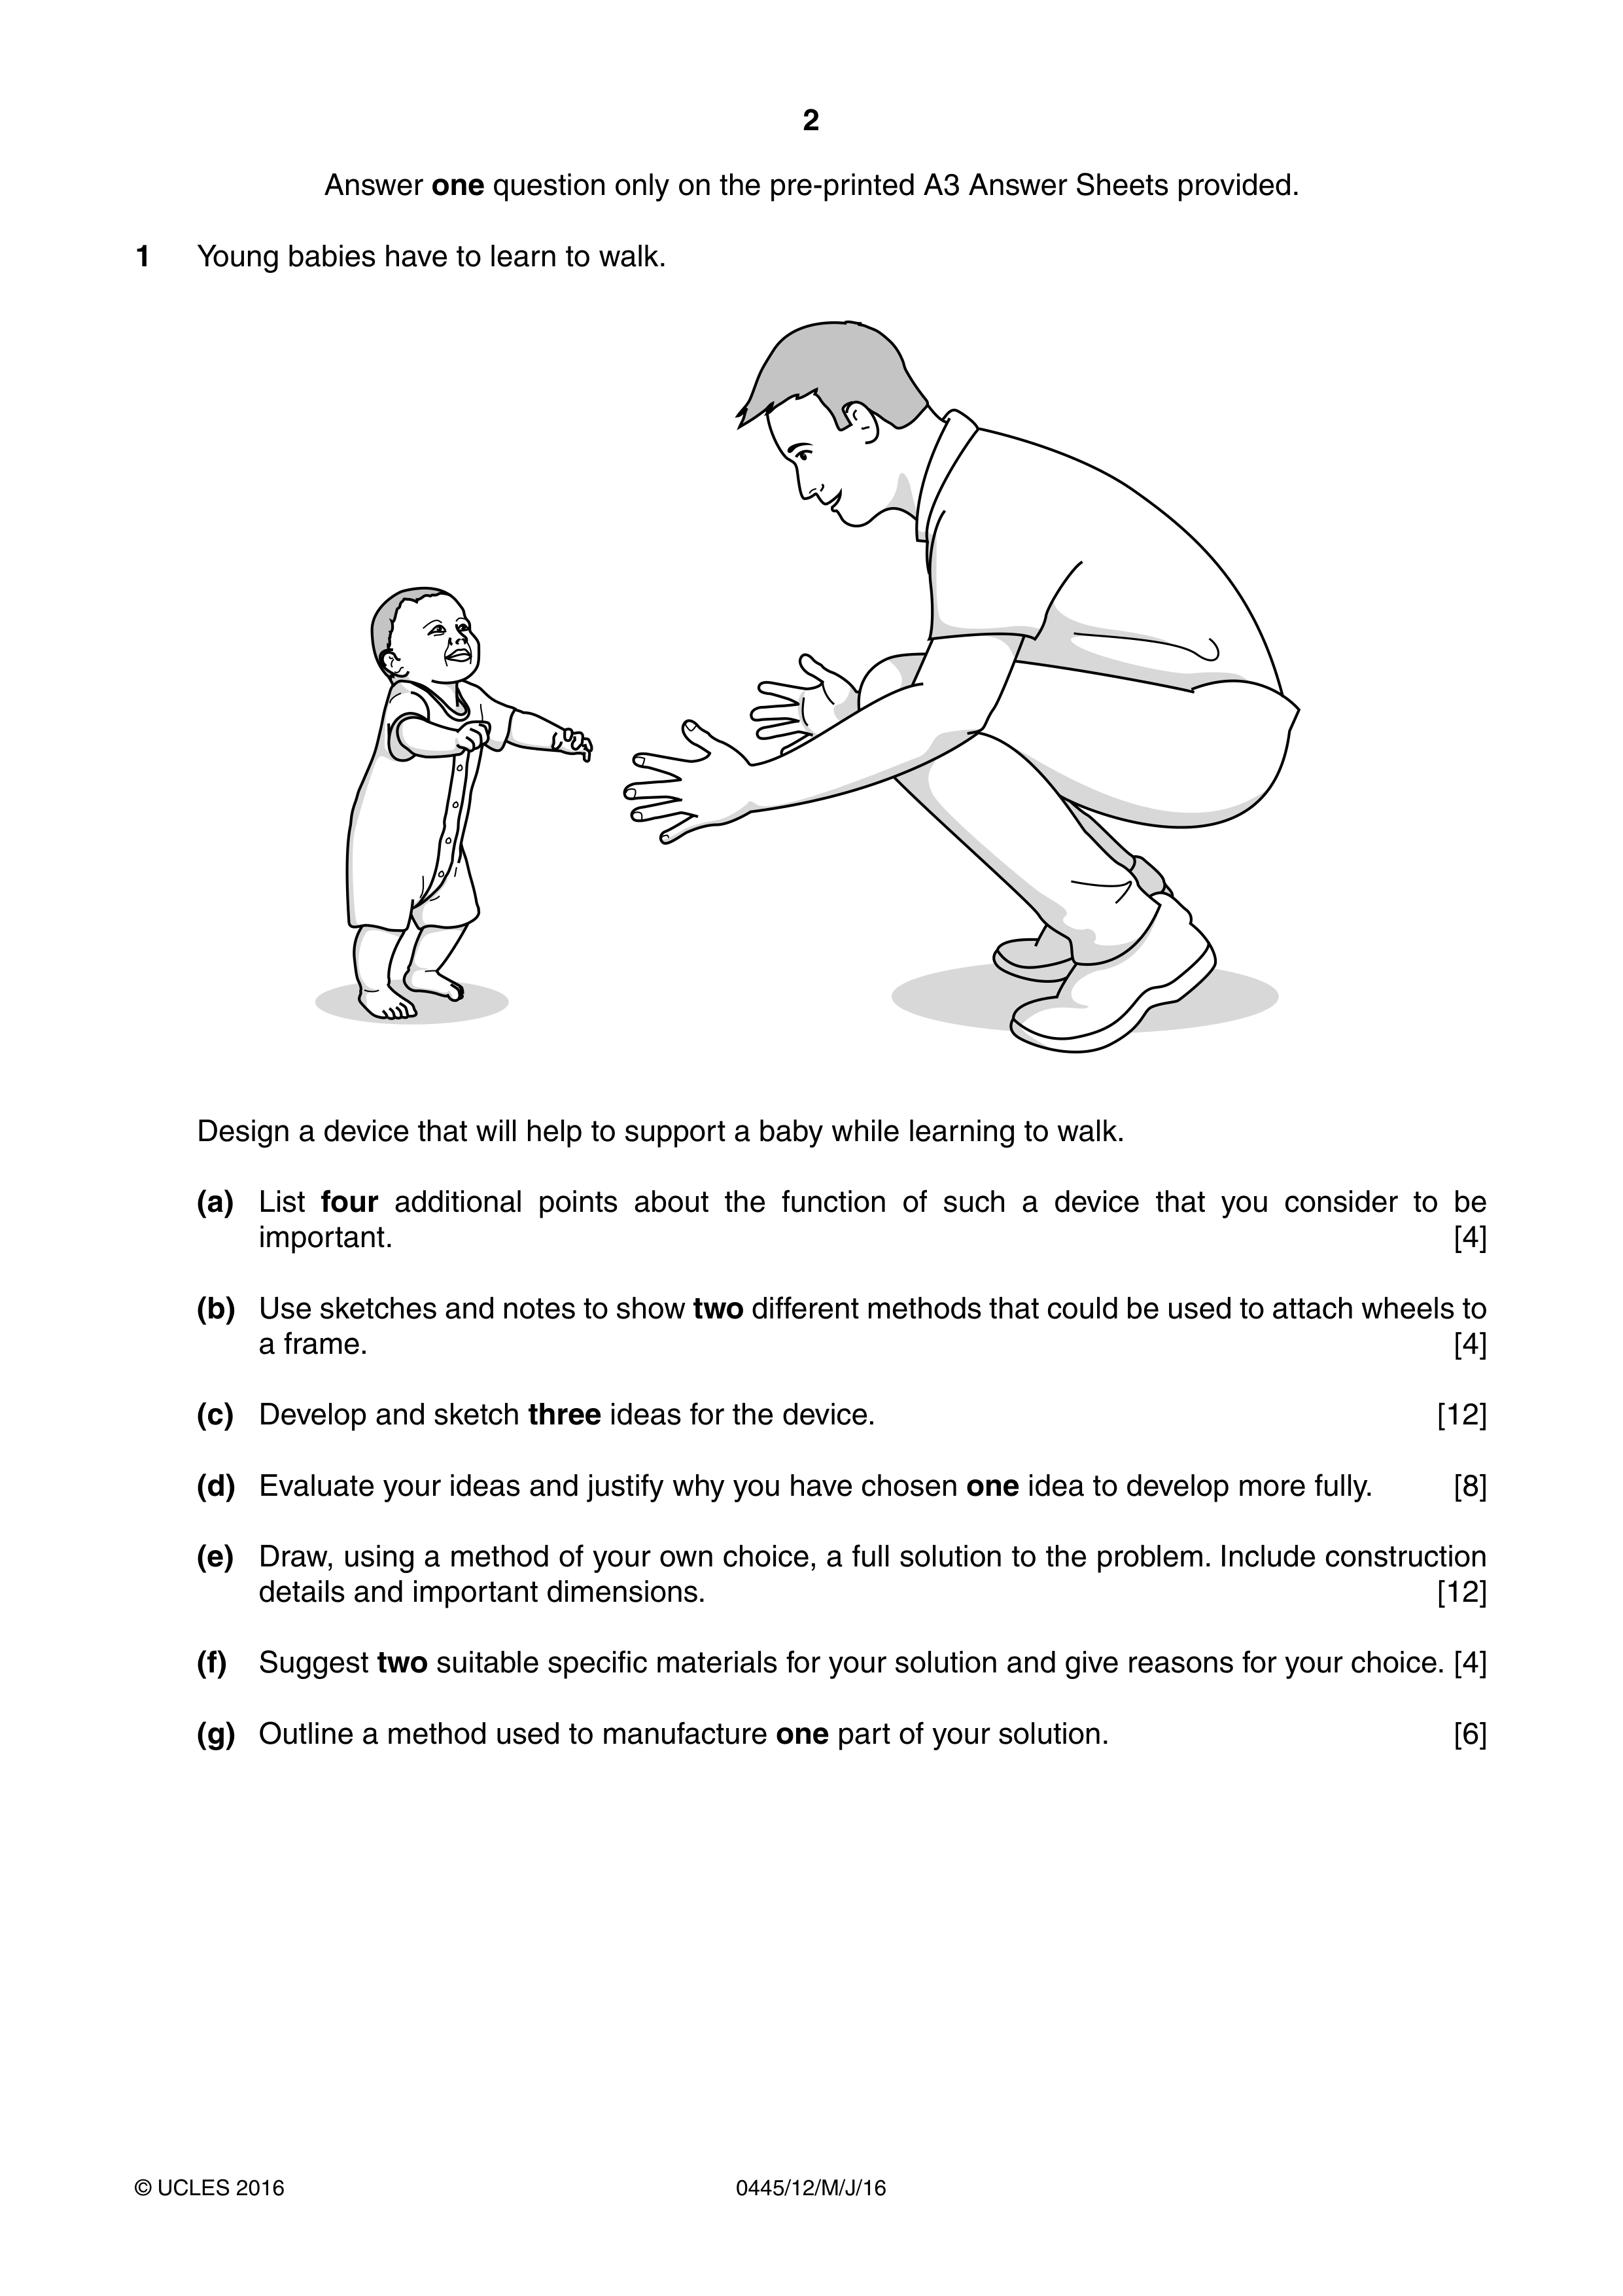 2
Answer one question only on the pre-printed A3 Answer Sheets provided.
1 Young babies have to learn to walk.
Design a device that will help to support a baby while learning to walk.
(a) List four additional points about the function of such a device that you consider to be
important. [4]
(b) Use sketches and notes to show two different methods that could be used to attach wheels to
a frame. [4]
(c) Develop and sketch three ideas for the device. [12]
(d) Evaluate your ideas and justify why you have chosen one idea to develop more fully. [8]
(e) Draw, using a method of your own choice, a full solution to the problem. Include construction
details and important dimensions. [12]
(f) Suggest two suitable specific materials for your solution and give reasons for your choice. [4]
(g) Outline a method used to manufacture one part of your solution. [6]
© UCLES 2016 0445/12/M/J/16